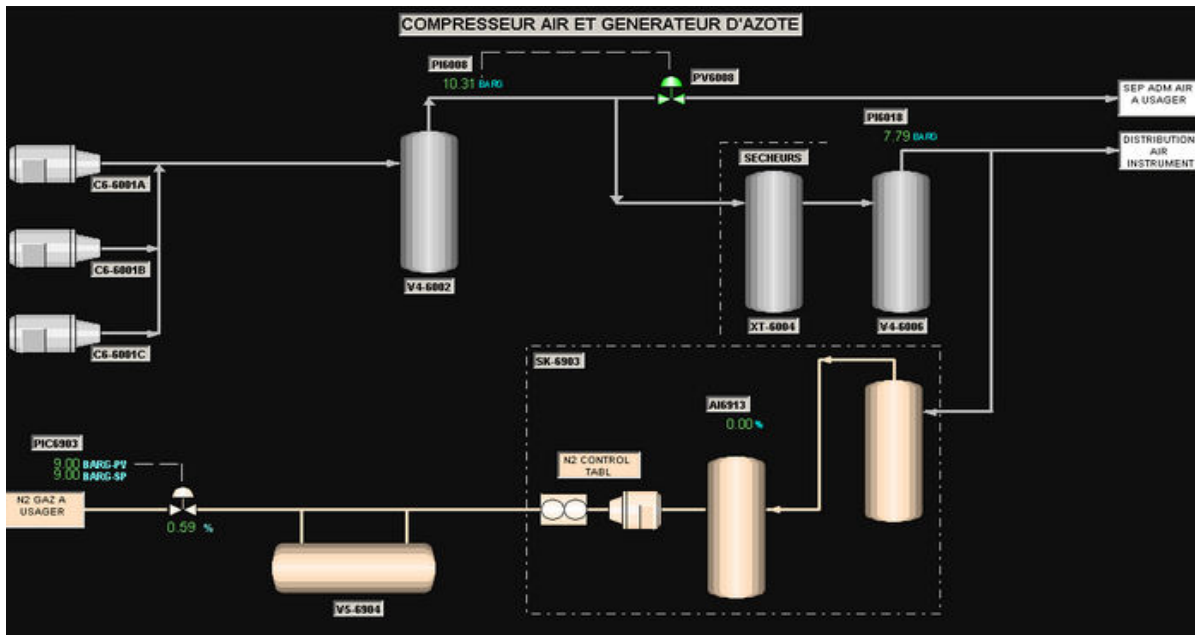 COMPRESSEUR AIR ET GENERATEUR D'AZOTE
PI6008
10.31 BARG
PV6008
SEP ADM AIR
A USAGER
PI6018
7.79 BARG
DISTRIBUTION
AIR
INSTRUMENT
SECHEURS
C6-6001A
C6-6001B
V4-6002
XT-6004
V4-6006
C6-6001C
SK-6903
AI6913
0.00 %
PIC6903
9.00 BARG-PV
9.00 BARG-SP
N2 CONTROL
TABL
N2 GAZ A
USAGER
0.59 %
V5-6904